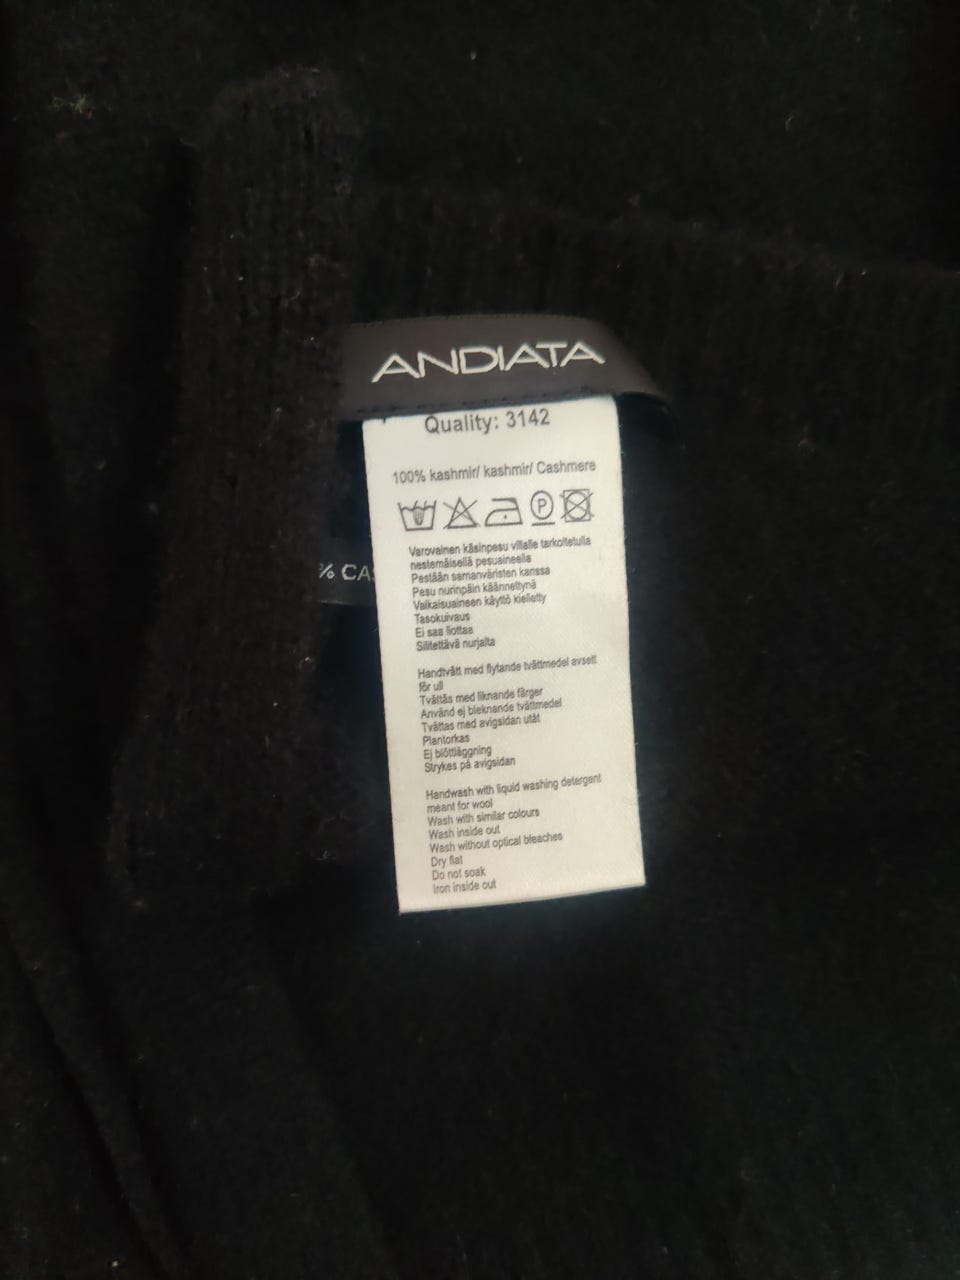 ANDIATA
Quality: 3142
100% kashmir/ kashmir/ Cashmere
P
% CA
Varovainen käsinpesu villalle tarkoitetulla
nestemäisellä pesuaineella
Pestään samanväristen kanssa
Pesu nurinpäin käännettynä
Valkaisuaineen käyttö kielletty
Tasokuivaus
Ei saa liottaa
Silitettävä nurjalta
Handtvätt med flytande tvättmedel avsett
för ull
Tvättas med liknande färger
Använd ej bleknande tvättmedel
Tvättas med avigsidan utåt
Plantorkas
Ej blötläggning
Strykes på avigsidan
Handwash with liquid washing detergent
meant for wool
Wash with similar colours
Wash inside out
Wash without optical bleaches
Dry flat
Do not soak
Iron inside out